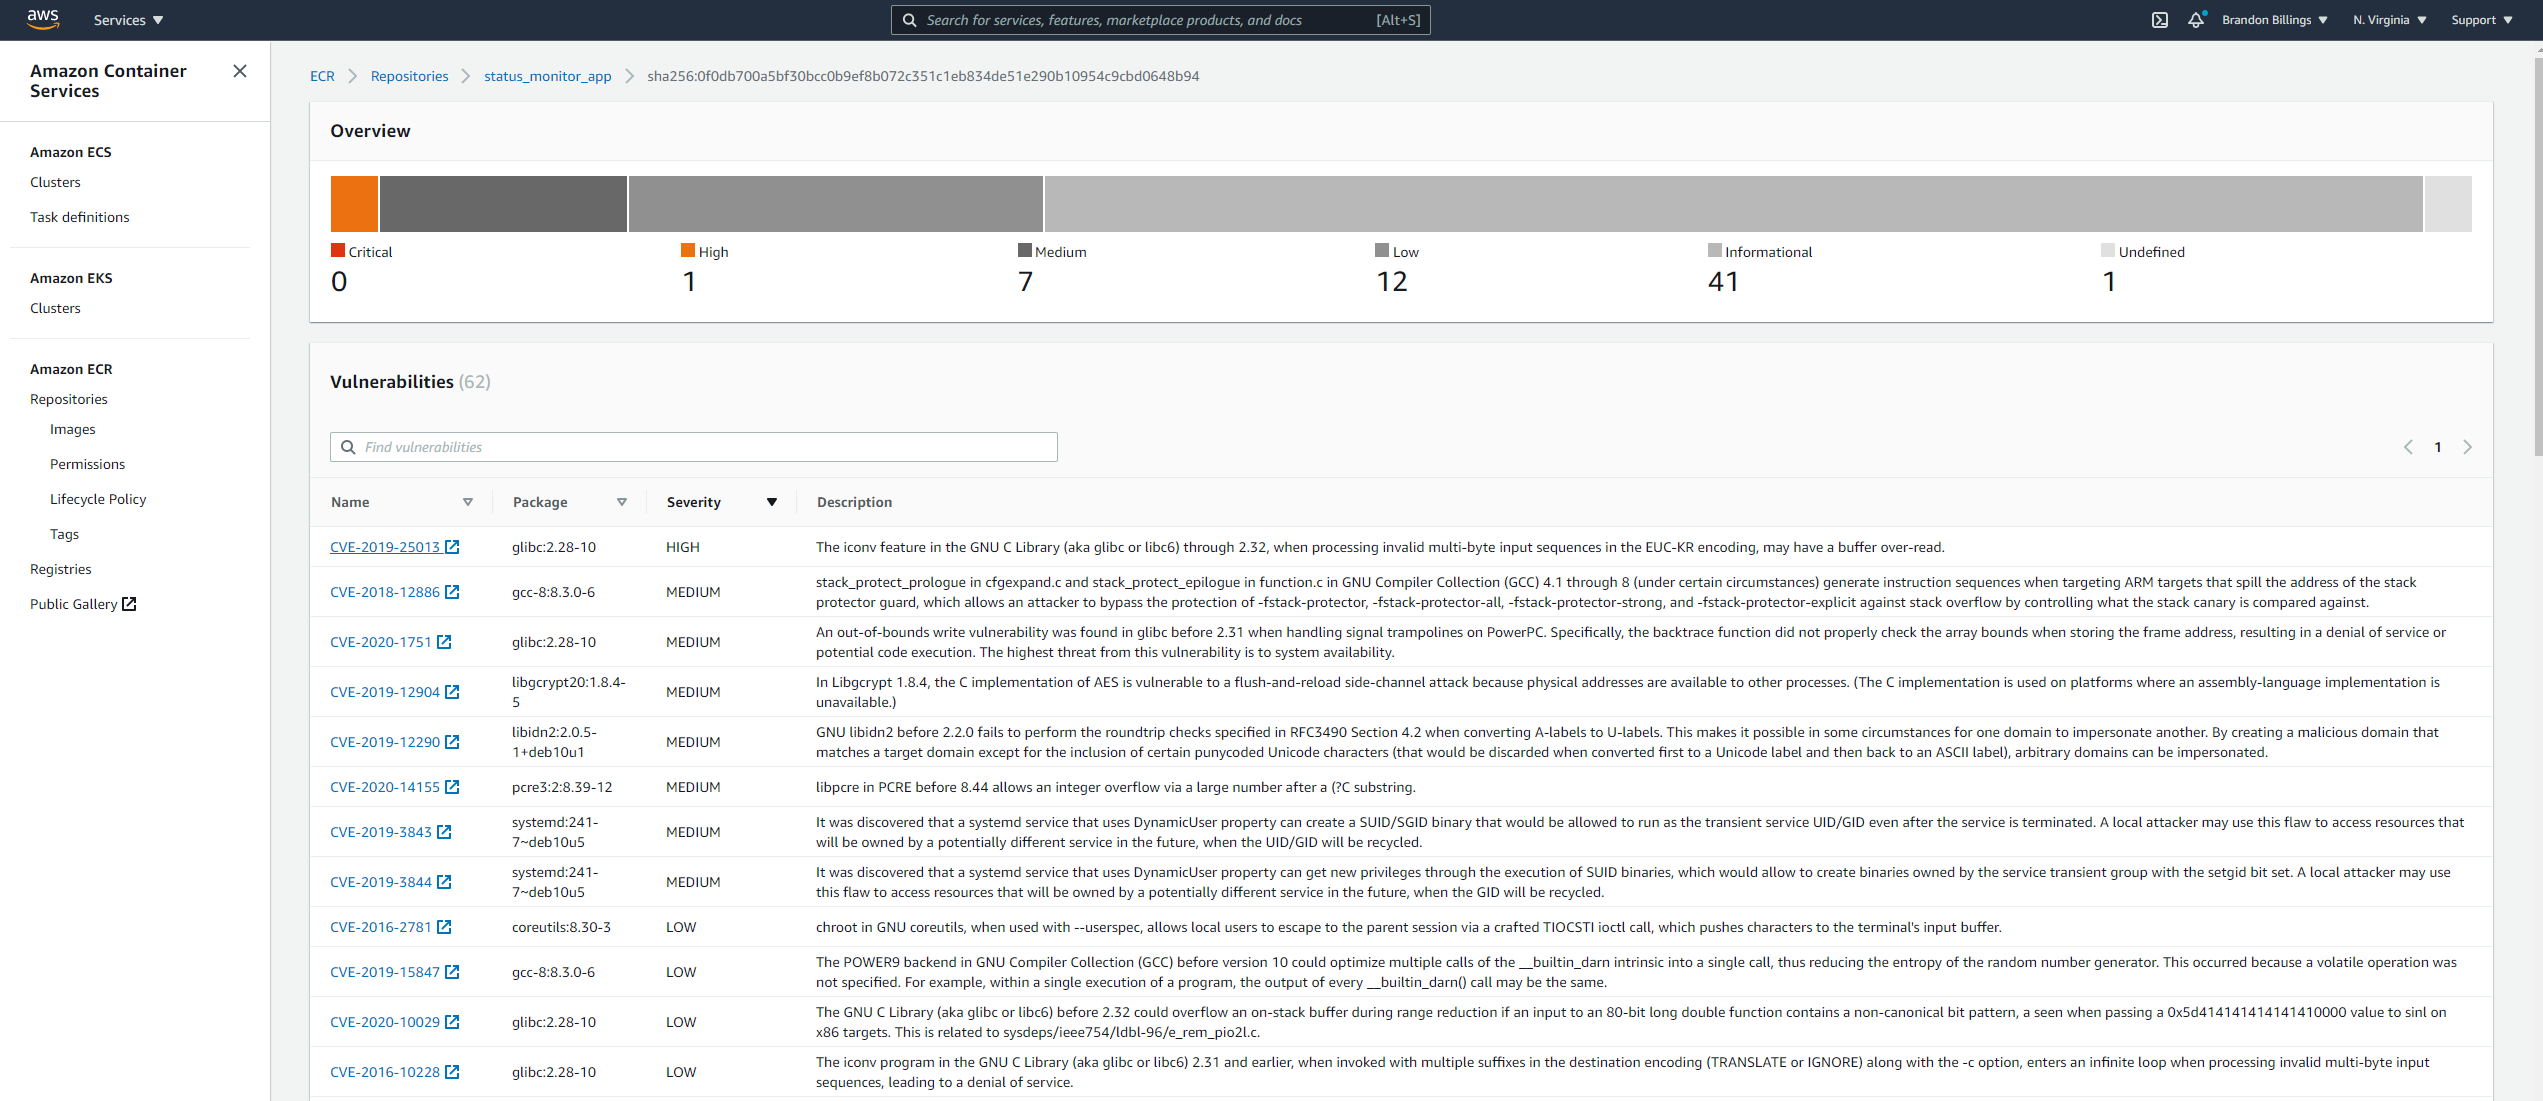 aws
Services
Search for services, features, marketplace products, and docs
[Alt+S]
Brandon Billings
N. Virginia
Support
Amazon Container
Services
Amazon ECS
Clusters
Task definitions
Amazon EKS
Clusters
Amazon ECR
Repositories
Images
Permissions
Lifecycle Policy
Tags
Registries
Public Gallery
ECR
Repositories
status_monitor_app
sha256:0f0db700a5bf30bcc0b9ef8b072c351c1eb834de51e290b10954c9cbd0648b94
Overview
Critical
0
High
1
Medium
7
Low
12
Informational
41
Undefined
1
Vulnerabilities (62)
Find vulnerabilities
1
Name
Package
Severity
Description
CVE-2019-25013
glibc:2.28-10
HIGH
The iconv feature in the GNU C Library (aka glibc or libc6) through 2.32, when processing invalid multi-byte input sequences in the EUC-KR encoding, may have a buffer over-read.
CVE-2018-12886
gcc-8:8.3.0-6
MEDIUM
stack_protect_prologue in cfgexpand.c and stack_protect_epilogue in function.c in GNU Compiler Collection (GCC) 4.1 through 8 (under certain circumstances) generate instruction sequences when targeting ARM targets that spill the address of the stack
protector guard, which allows an attacker to bypass the protection of -fstack-protector, -fstack-protector-all, -fstack-protector-strong, and -fstack-protector-explicit against stack overflow by controlling what the stack canary is compared against.
CVE-2020-1751
glibc:2.28-10
MEDIUM
An out-of-bounds write vulnerability was found in glibc before 2.31 when handling signal trampolines on PowerPC. Specifically, the backtrace function did not properly check the array bounds when storing the frame address, resulting in a denial of service or
potential code execution. The highest threat from this vulnerability is to system availability.
CVE-2019-12904
libgcrypt20:1.8.4-
5
MEDIUM
In Libgcrypt 1.8.4, the C implementation of AES is vulnerable to a flush-and-reload side-channel attack because physical addresses are available to other processes. (The C implementation is used on platforms where an assembly-language implementation is
unavailable.)
CVE-2019-12290
libidn2:2.0.5-
1+deb10u1
MEDIUM
GNU libidn2 before 2.2.0 fails to perform the roundtrip checks specified in RFC3490 Section 4.2 when converting A-labels to U-labels. This makes it possible in some circumstances for one domain to impersonate another. By creating a malicious domain that
matches a target domain except for the inclusion of certain punycoded Unicode characters (that would be discarded when converted first to a Unicode label and then back to an ASCII label), arbitrary domains can be impersonated.
CVE-2020-14155
pcre3:2:8.39-12
MEDIUM
libpcre in PCRE before 8.44 allows an integer overflow via a large number after a (?C substring.
CVE-2019-3843
systemd:241-
7~deb10u5
MEDIUM
It was discovered that a systemd service that uses DynamicUser property can create a SUID/SGID binary that would be allowed to run as the transient service UID/GID even after the service is terminated. A local attacker may use this flaw to access resources that
will be owned by a potentially different service in the future, when the UID/GID will be recycled.
CVE-2019-3844
systemd:241-
7~deb10u5
MEDIUM
It was discovered that a systemd service that uses DynamicUser property can get new privileges through the execution of SUID binaries, which would allow to create binaries owned by the service transient group with the setgid bit set. A local attacker may use
this flaw to access resources that will be owned by a potentially different service in the future, when the GID will be recycled.
CVE-2016-2781
coreutils:8.30-3
LOW
chroot in GNU coreutils, when used with --userspec, allows local users to escape to the parent session via a crafted TIOCSTI ioctl call, which pushes characters to the terminal's input buffer.
CVE-2019-15847
gcc-8:8.3.0-6
LOW
The POWER9 backend in GNU Compiler Collection (GCC) before version 10 could optimize multiple calls of the __builtin_darn intrinsic into a single call, thus reducing the entropy of the random number generator. This occurred because a volatile operation was
not specified. For example, within a single execution of a program, the output of every __builtin_darn() call may be the same.
CVE-2020-10029
glibc:2.28-10
LOW
The GNU C Library (aka glibc or libc6) before 2.32 could overflow an on-stack buffer during range reduction if an input to an 80-bit long double function contains a non-canonical bit pattern, a seen when passing a 0x5d414141414141410000 value to sinl on
x86 targets. This is related to sysdeps/ieee754/ldbl-96/e_rem_pio2l.c.
CVE-2016-10228
glibc:2.28-10
LOW
The iconv program in the GNU C Library (aka glibc or libc6) 2.31 and earlier, when invoked with multiple suffixes in the destination encoding (TRANSLATE or IGNORE) along with the -c option, enters an infinite loop when processing invalid multi-byte input
sequences, leading to a denial of service.